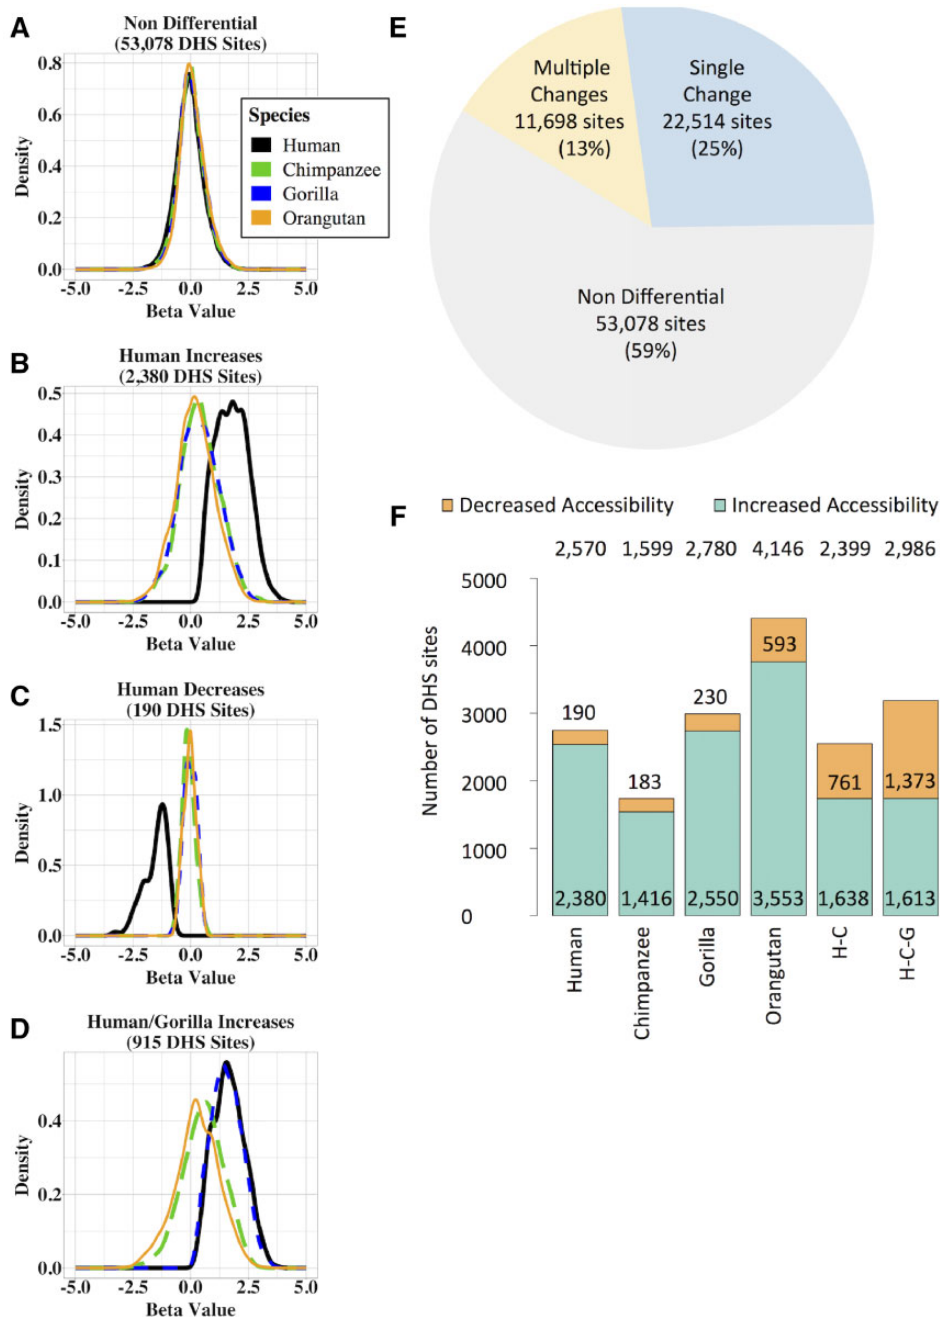 A
Non Differential
(53,078 DHS Sites)
Density
0.8
0.6
0.4
0.2
0.0
-5.0 -2.5 0.0 2.5 5.0
Beta Value
Species
Human
Chimpanzee
Gorilla
Orangutan
B
Human Increases
(2,380 DHS Sites)
Density
0.5
0.4
0.3
0.2
0.1
0.0
-5.0 -2.5 0.0 2.5 5.0
Beta Value
C
Human Decreases
(190 DHS Sites)
Density
1.5
1.0
0.5
0.0
-5.0 -2.5 0.0 2.5 5.0
Beta Value
D
Human/Gorilla Increases
(915 DHS Sites)
Density
0.4
0.2
0.0
-5.0 -2.5 0.0 2.5 5.0
Beta Value
E
Multiple
Changes
11,698 sites
(13%)
Single
Change
22,514 sites
(25%)
Non Differential
53,078 sites
(59%)
F
Decreased Accessibility Increased Accessibility
2,570 1,599 2,780 4,146 2,399 2,986
Number of DHS sites
5000
4000
3000
2000
1000
0
190 183 230 593 761 1,373
2,380 1,416 2,550 3,553 1,638 1,613
Human Chimpanzee Gorilla Orangutan H-C H-C-G